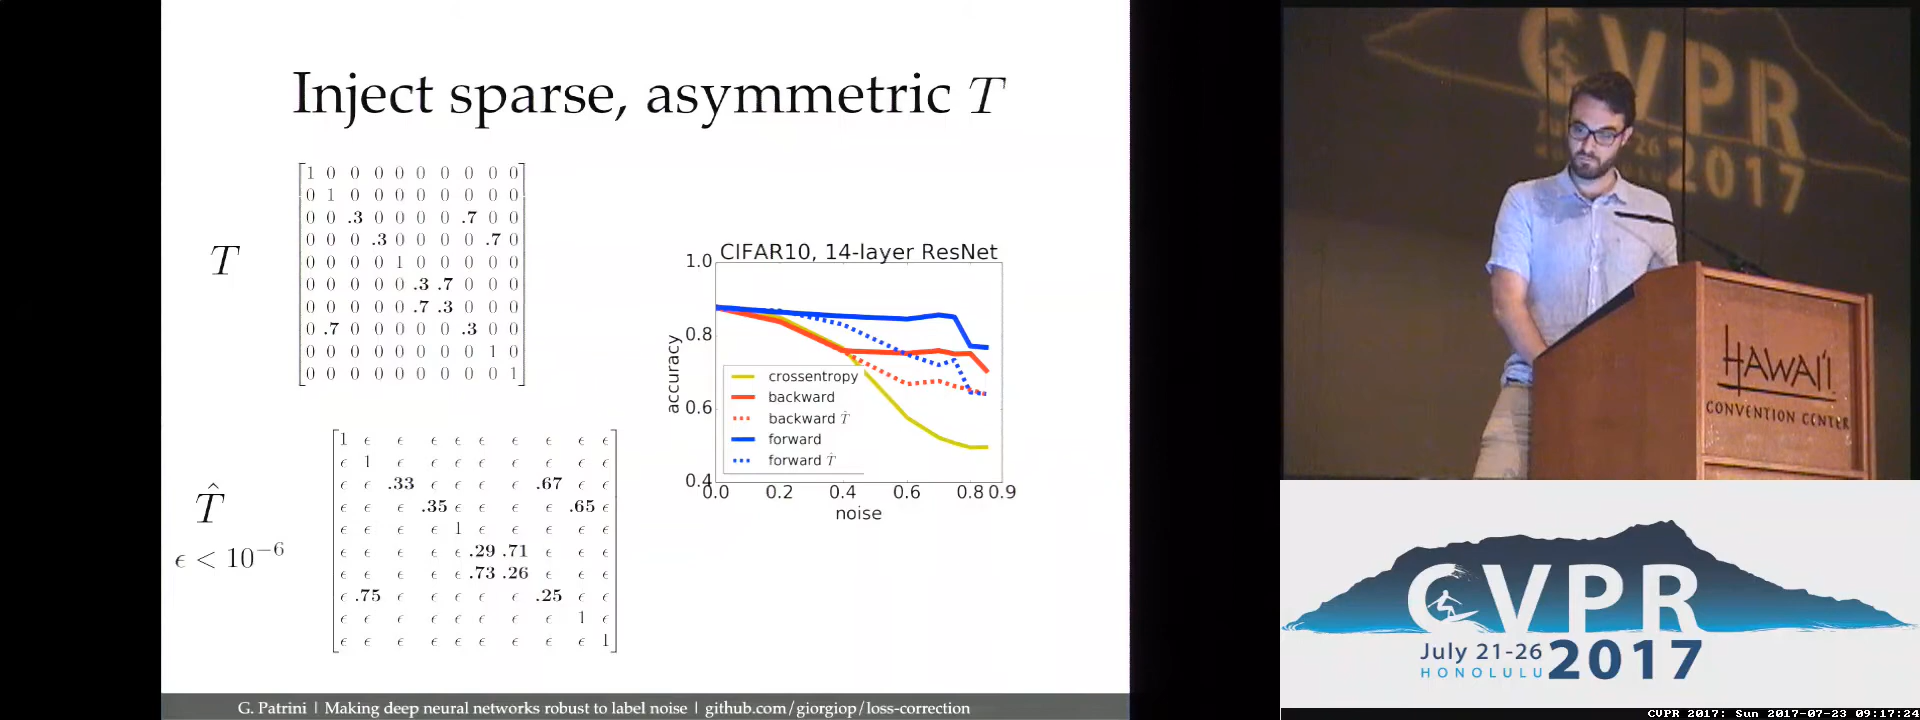 Inject sparse, asymmetric T
T
1 0 0 0 0 0 0 0 0 0
0 1 0 0 0 0 0 0 0 0
0 0 .3 0 0 0 0 .7 0 0
0 0 0 .3 0 0 0 0 .7 0
0 0 0 0 1 0 0 0 0 0
0 0 0 0 0 .3 .7 0 0 0
0 0 0 0 0 .7 .3 0 0 0
0 .7 0 0 0 0 0 .3 0 0
0 0 0 0 0 0 0 0 1 0
0 0 0 0 0 0 0 0 0 1
T̂
ϵ < 10⁻⁶
1 ϵ ϵ ϵ ϵ ϵ ϵ ϵ ϵ ϵ
ϵ 1 ϵ ϵ ϵ ϵ ϵ ϵ ϵ ϵ
ϵ ϵ .33 ϵ ϵ ϵ ϵ .67 ϵ ϵ
ϵ ϵ ϵ .35 ϵ ϵ ϵ ϵ .65 ϵ
ϵ ϵ ϵ ϵ 1 ϵ ϵ ϵ ϵ ϵ
ϵ ϵ ϵ ϵ ϵ .29 .71 ϵ ϵ ϵ
ϵ ϵ ϵ ϵ ϵ .73 .26 ϵ ϵ ϵ
ϵ .75 ϵ ϵ ϵ ϵ ϵ .25 ϵ ϵ
ϵ ϵ ϵ ϵ ϵ ϵ ϵ ϵ 1 ϵ
ϵ ϵ ϵ ϵ ϵ ϵ ϵ ϵ ϵ 1
CIFAR10, 14-layer ResNet
1.0
0.8
0.6
0.4
accuracy
crossentropy
backward
backward T̂
forward
forward T̂
0.0 0.2 0.4 0.6 0.8 0.9
noise
G. Patrini | Making deep neural networks robust to label noise | github.com/giorgiop/loss-correction
CVPR
26
2017
HAWAI'I
CONVENTION CENTER
CVPR
July 21-26
HONOLULU
2017
CVPR 2017: Sun 2017-07-23 09:17:24